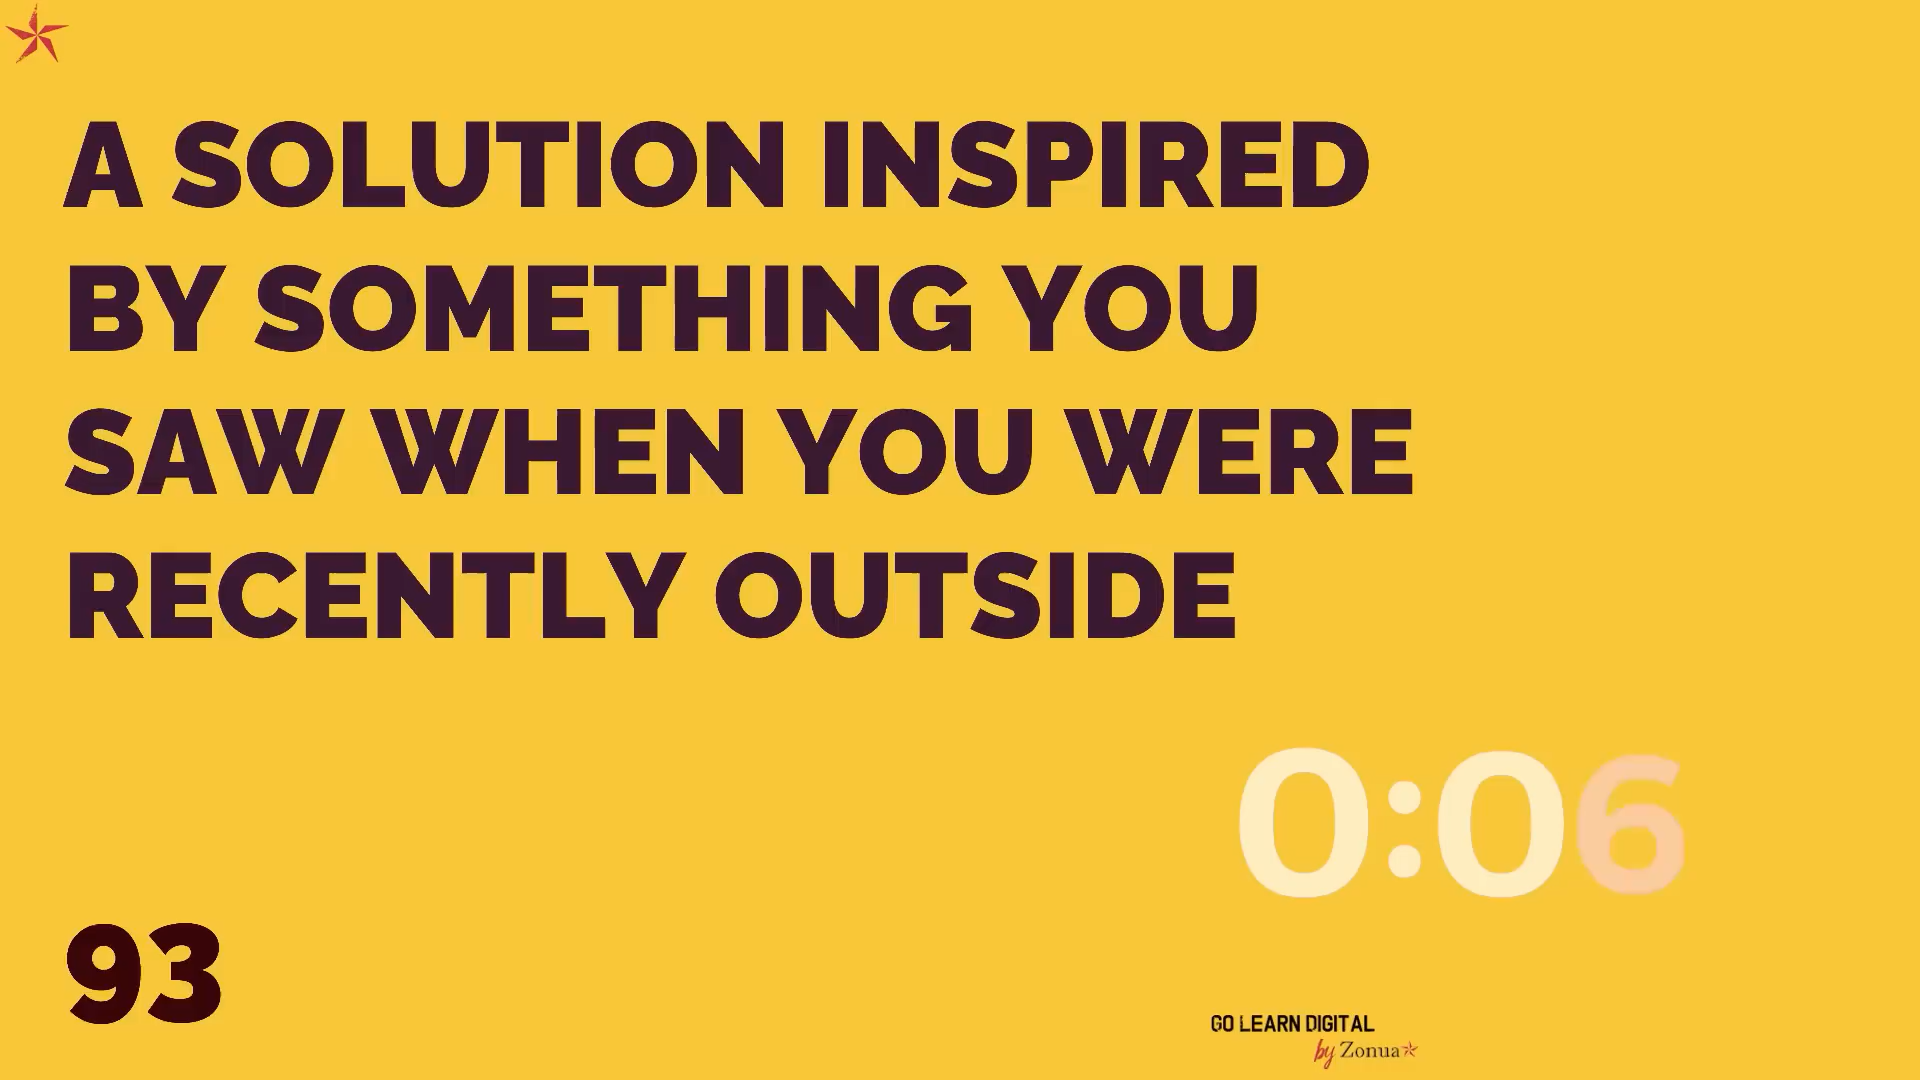 A SOLUTION INSPIRED
BY SOMETHING YOU
SAW WHEN YOU WERE
RECENTLY OUTSIDE
0:06
93
GO LEARN DIGITAL
by Zonua